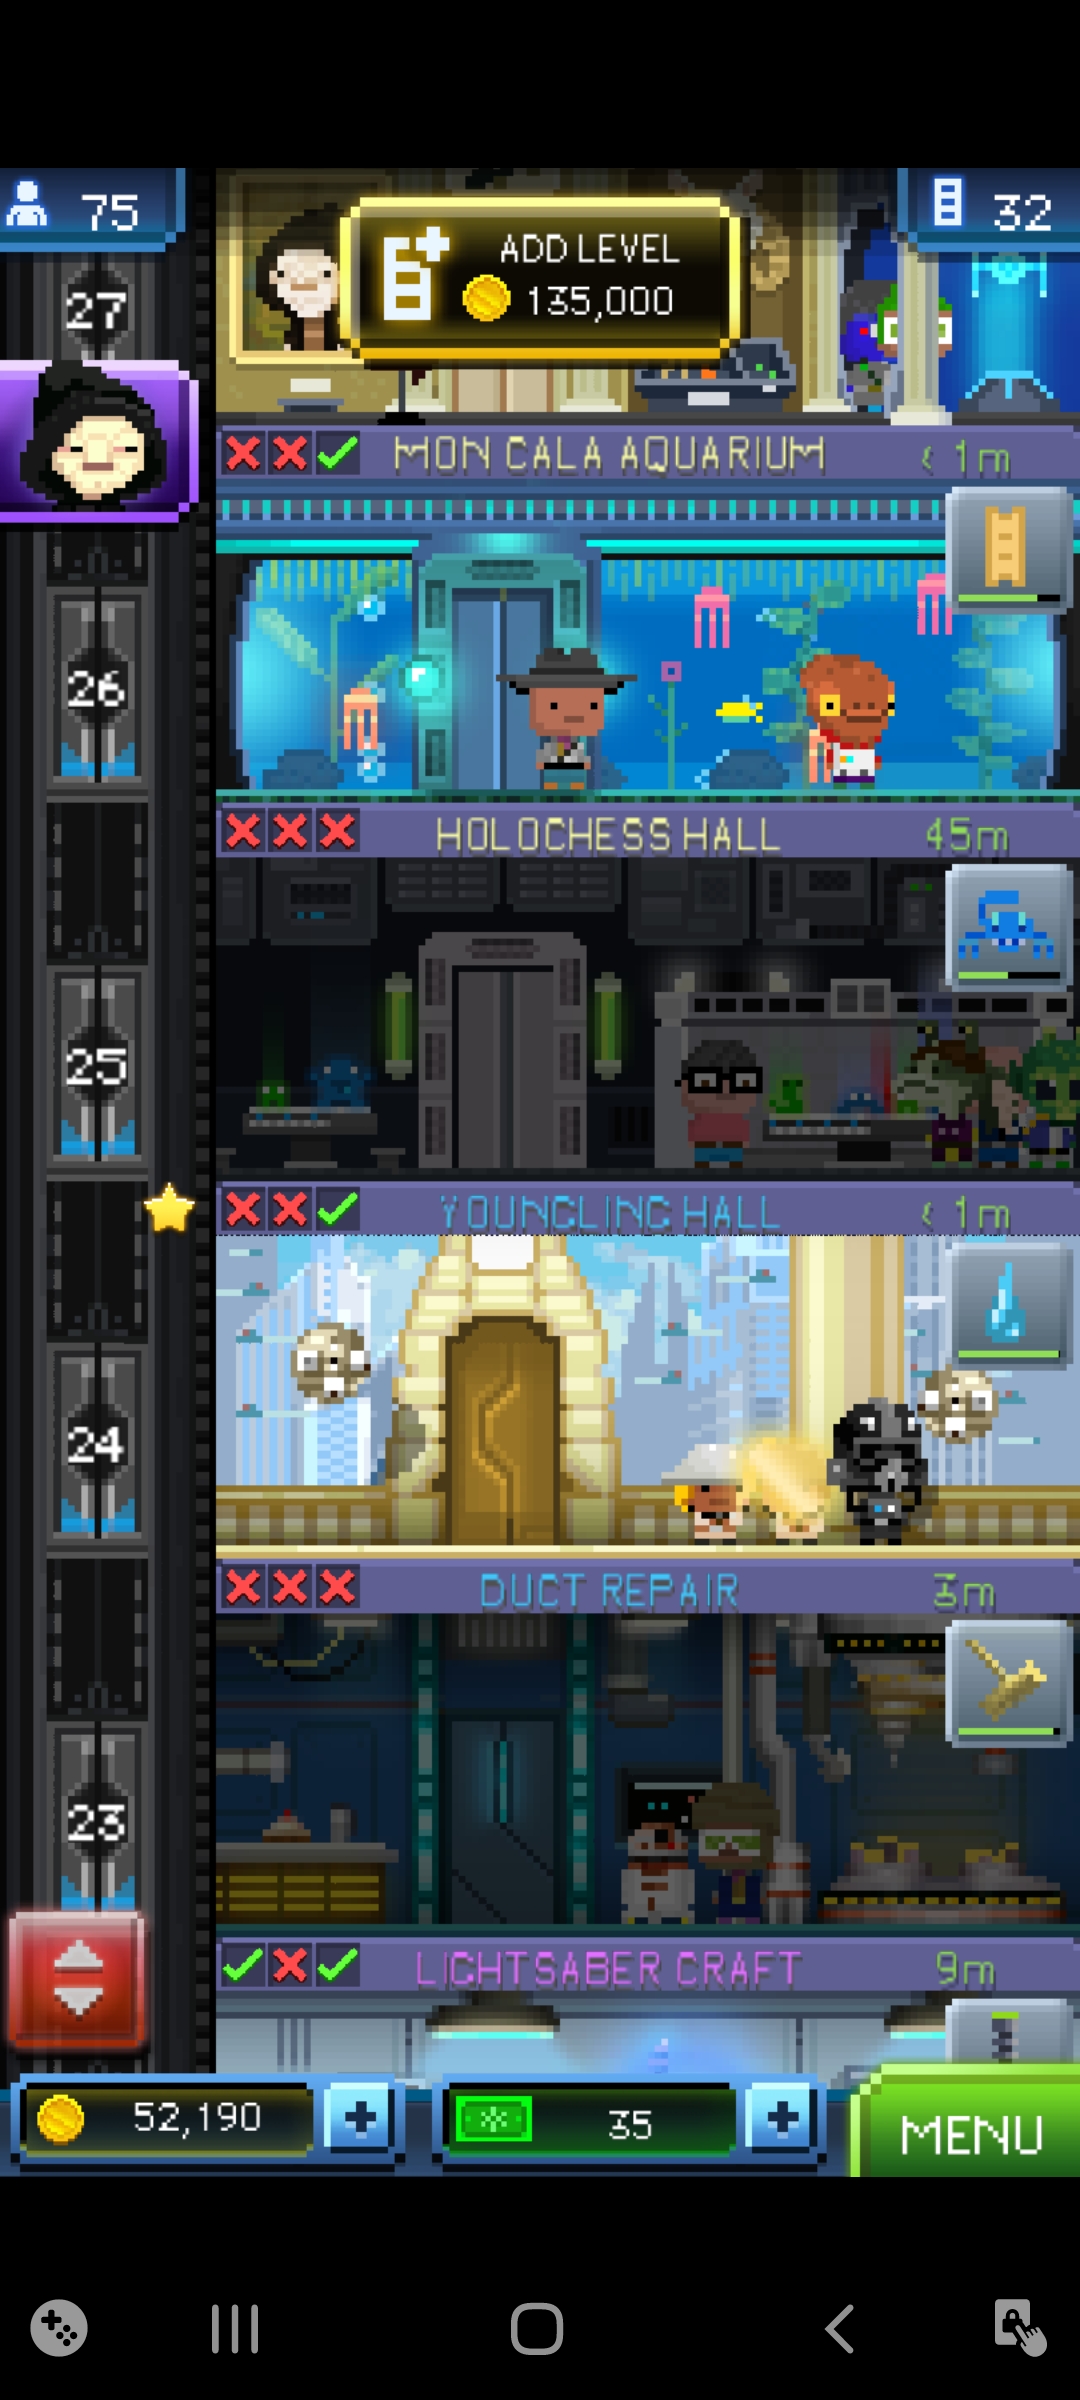 75
32
ADD LEVEL
135,000
27
MON CALA AQUARIUM
< 1m
26
HOLOCHESS HALL
45m
25
YOUNGLING HALL
< 1m
24
DUCT REPAIR
3m
23
LIGHTSABER CRAFT
9m
52,190
35
MENU